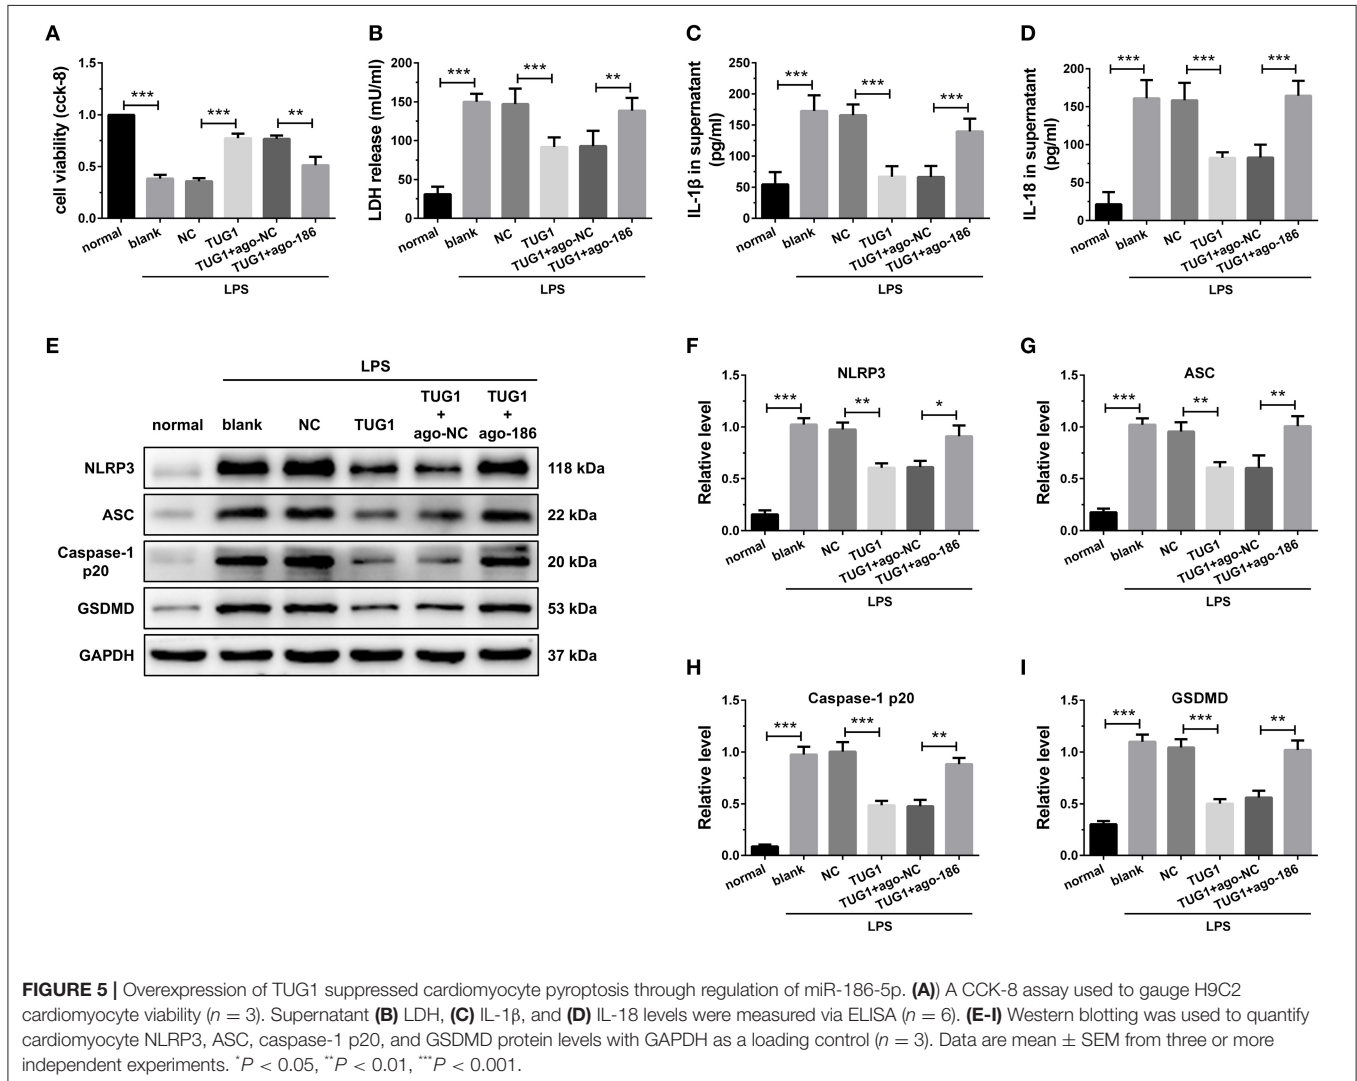 A
cell viability (cck-8)
1.5
1.0
0.5
0.0
***
***
**
normal
blank
NC
TUG1
TUG1+ago-NC
TUG1+ago-186
LPS
B
LDH release (mU/ml)
200
150
100
50
0
***
***
**
normal
blank
NC
TUG1
TUG1+ago-NC
TUG1+ago-186
LPS
C
IL-1β in supernatant
(pg/ml)
250
200
150
100
50
0
***
***
***
normal
blank
NC
TUG1
TUG1+ago-NC
TUG1+ago-186
LPS
D
IL-18 in supernatant
(pg/ml)
200
150
100
50
0
***
***
***
normal
blank
NC
TUG1
TUG1+ago-NC
TUG1+ago-186
LPS
E
LPS
normal
blank
NC
TUG1
TUG1
+
ago-NC
TUG1
+
ago-186
NLRP3
118 kDa
ASC
22 kDa
Caspase-1
p20
20 kDa
GSDMD
53 kDa
GAPDH
37 kDa
F
NLRP3
Relative level
1.5
1.0
0.5
0.0
***
**
*
normal
blank
NC
TUG1
TUG1+ago-NC
TUG1+ago-186
LPS
G
ASC
Relative level
1.5
1.0
0.5
0.0
***
**
**
normal
blank
NC
TUG1
TUG1+ago-NC
TUG1+ago-186
LPS
H
Caspase-1 p20
Relative level
1.5
1.0
0.5
0.0
***
***
**
normal
blank
NC
TUG1
TUG1+ago-NC
TUG1+ago-186
LPS
I
GSDMD
Relative level
1.5
1.0
0.5
0.0
***
***
**
normal
blank
NC
TUG1
TUG1+ago-NC
TUG1+ago-186
LPS
FIGURE 5 | Overexpression of TUG1 suppressed cardiomyocyte pyroptosis through regulation of miR-186-5p. (A)) A CCK-8 assay used to gauge H9C2
cardiomyocyte viability (n = 3). Supernatant (B) LDH, (C) IL-1β, and (D) IL-18 levels were measured via ELISA (n = 6). (E-I) Western blotting was used to quantify
cardiomyocyte NLRP3, ASC, caspase-1 p20, and GSDMD protein levels with GAPDH as a loading control (n = 3). Data are mean ± SEM from three or more
independent experiments. *P < 0.05, **P < 0.01, ***P < 0.001.